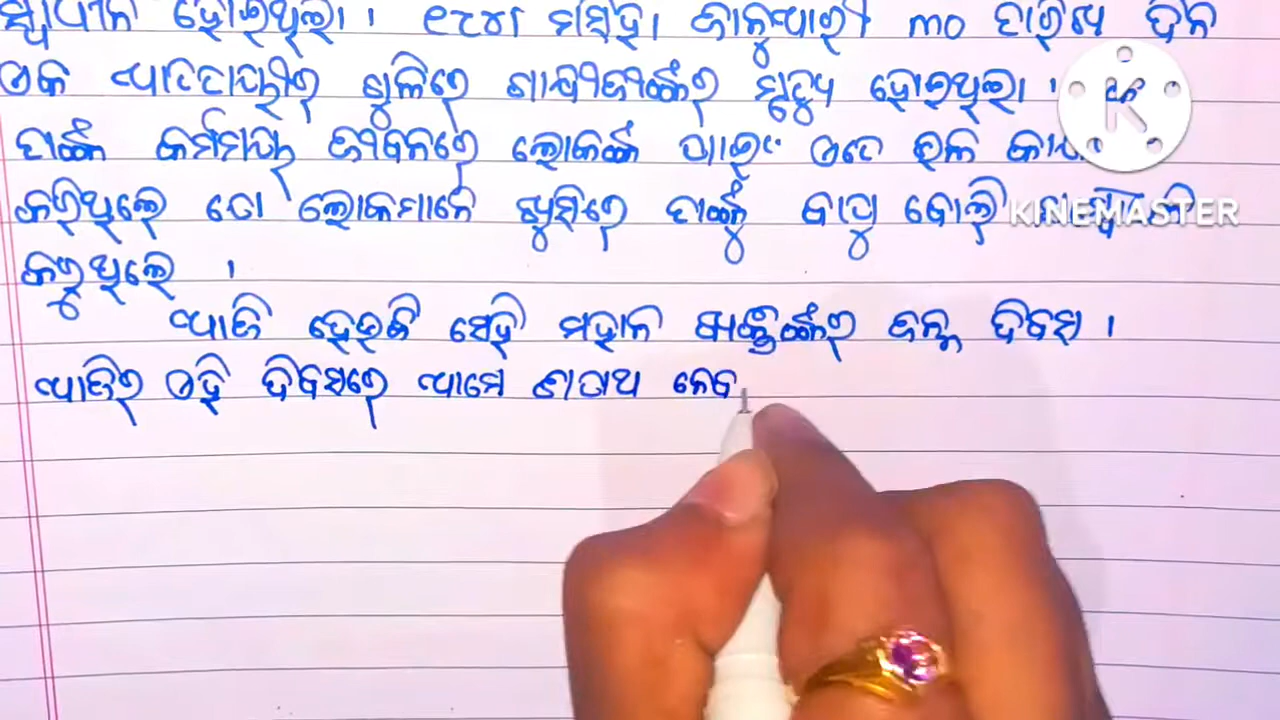 ସ୍ୱାଧୀନ ହୋଇଥିଲା । ୧୯୪୮ ମସିହା ଜାନୁଆରୀ ୩୦ ତାରିଖ ଦିନ
ଏକ ଆତତାୟୀର ଗୁଳିରେ ଗାନ୍ଧୀଜୀଙ୍କର ମୃତ୍ୟୁ ହୋଇଥିଲା ।
ତାଙ୍କ କର୍ମମୟ ଜୀବନରେ ଲୋକଙ୍କ ପାଇଁ ଏତେ ଭଲ
କରିଥିଲେ ଯେ ଲୋକମାନେ ଖୁସିରେ ତାଙ୍କୁ ବାପୁ ବୋଲି
କରୁଥିଲେ ।
ଆଜି ହେଉଛି ସେହି ମହାନ ବ୍ୟକ୍ତିଙ୍କର ଜନ୍ମ ଦିବସ ।
ଆଜିର ଏହି ଦିବସରେ ଆମେ ଶପଥ ନେବ
KINEMASTER